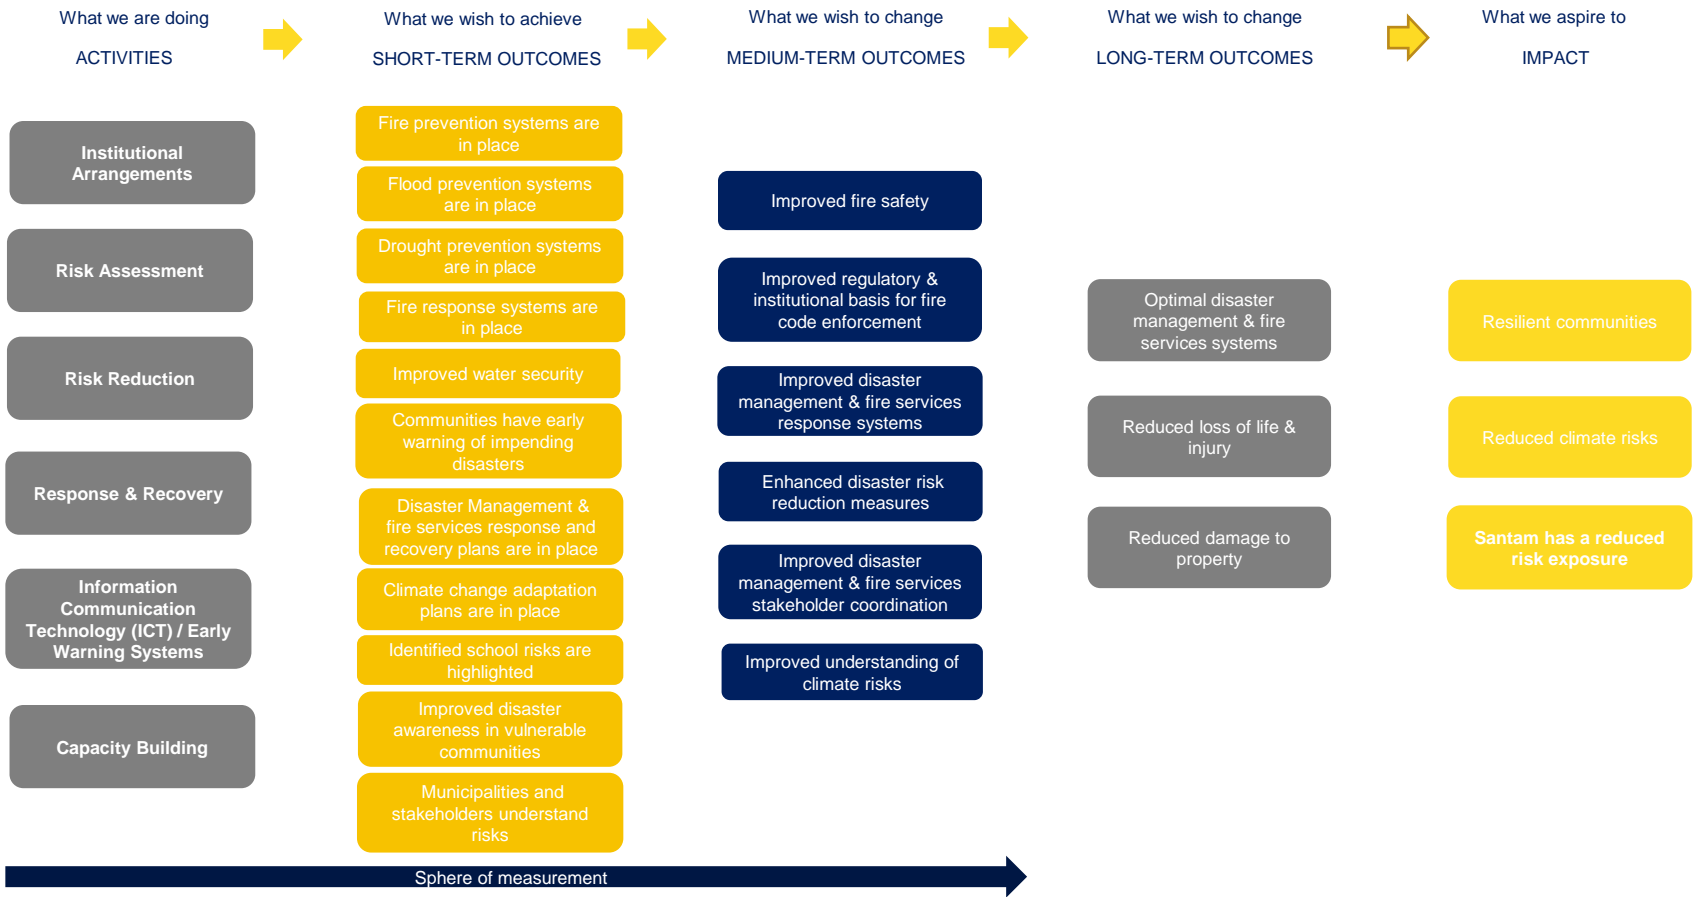 What we are doing
ACTIVITIES
What we wish to achieve
SHORT-TERM OUTCOMES
What we wish to change
MEDIUM-TERM OUTCOMES
What we wish to change
LONG-TERM OUTCOMES
What we aspire to
IMPACT
Institutional
Arrangements
Risk Assessment
Risk Reduction
Response & Recovery
Information
Communication
Technology (ICT) / Early
Warning Systems
Capacity Building
Fire prevention systems are
in place
Flood prevention systems
are in place
Drought prevention systems
are in place
Fire response systems are
in place
Improved water security
Communities have early
warning of impending
disasters
Disaster Management &
fire services response and
recovery plans are in place
Climate change adaptation
plans are in place
Identified school risks are
highlighted
Improved disaster
awareness in vulnerable
communities
Municipalities and
stakeholders understand
risks
Improved fire safety
Improved regulatory &
institutional basis for fire
code enforcement
Improved disaster
management & fire services
response systems
Enhanced disaster risk
reduction measures
Improved disaster
management & fire services
stakeholder coordination
Improved understanding of
climate risks
Optimal disaster
management & fire
services systems
Reduced loss of life &
injury
Reduced damage to
property
Resilient communities
Reduced climate risks
Santam has a reduced
risk exposure
Sphere of measurement